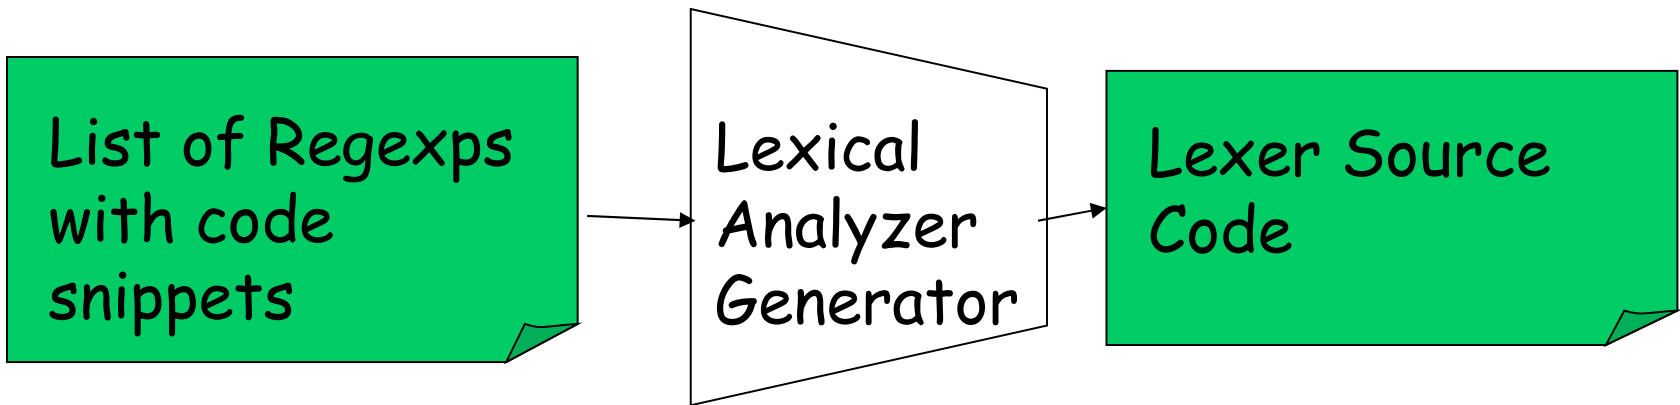 List of Regexps
with code
snippets
Lexical
Analyzer
Generator
Lexer Source
Code